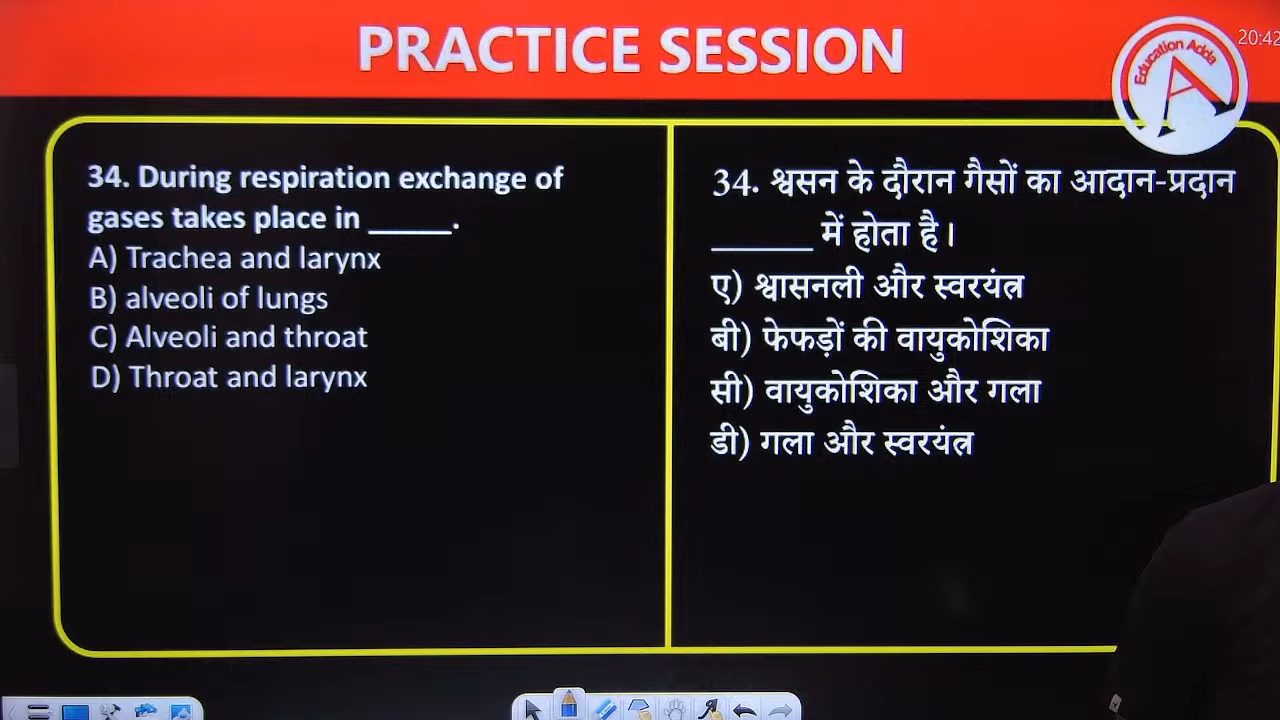 PRACTICE SESSION
Education Adda
A
20:42
34. During respiration exchange of
gases takes place in _____.
A) Trachea and larynx
B) alveoli of lungs
C) Alveoli and throat
D) Throat and larynx
34. श्वसन के दौरान गैसों का आदान-प्रदान
______ में होता है।
ए) श्वासनली और स्वरयंत्र
बी) फेफड़ों की वायुकोशिका
सी) वायुकोशिका और गला
डी) गला और स्वरयंत्र